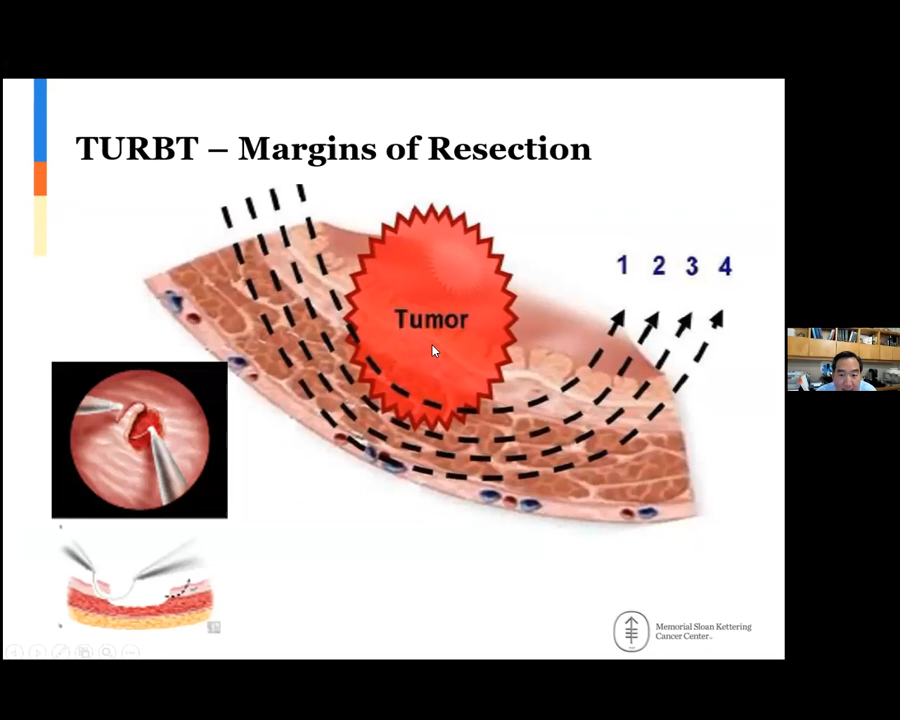 TURBT – Margins of Resection
1 2 3 4
Tumor
Memorial Sloan Kettering
Cancer Center